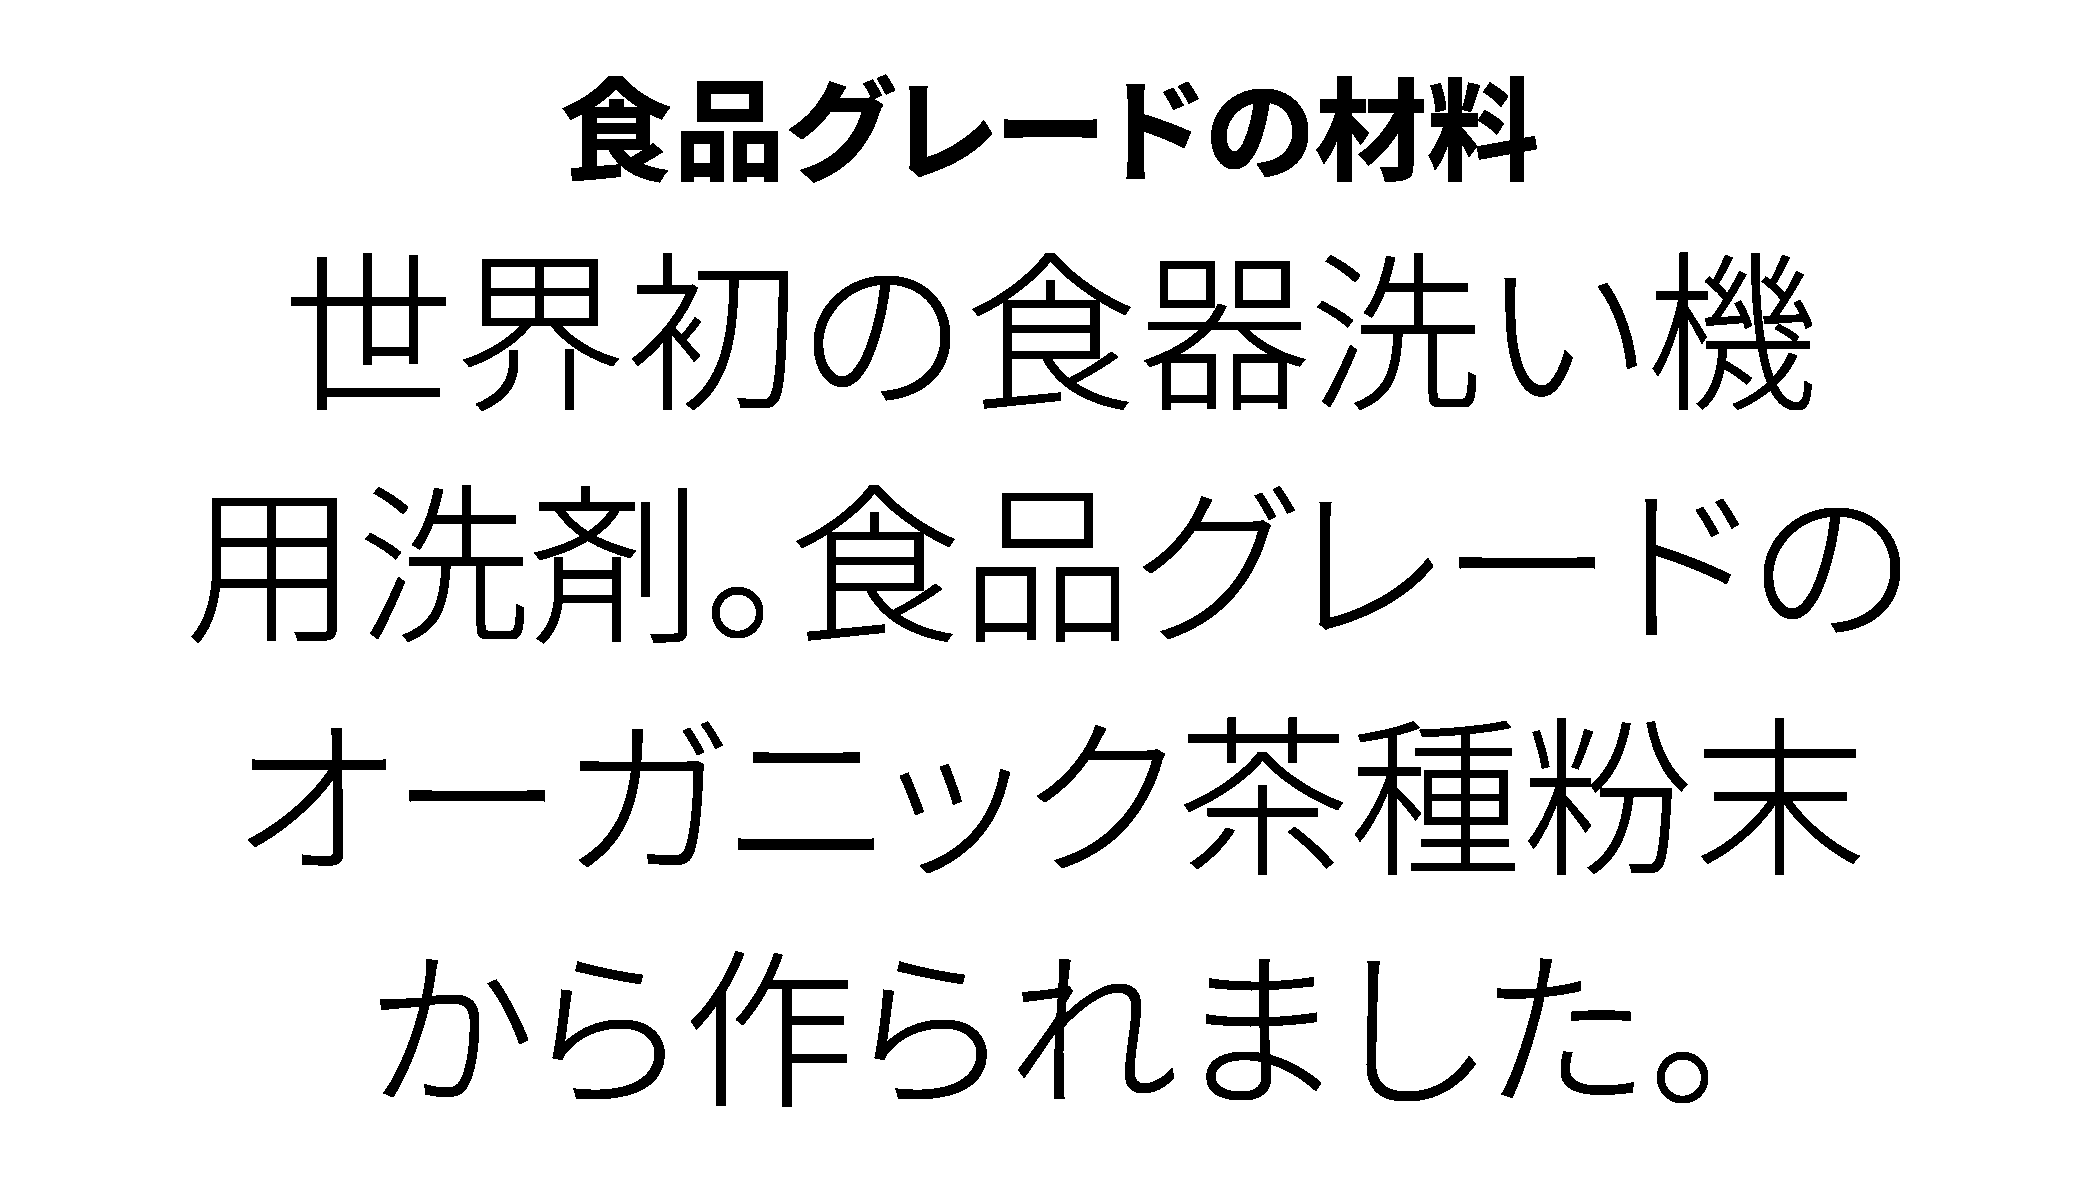 食品グレードの材料
世界初の食器洗い機
用洗剤。食品グレードの
オーガニック茶種粉末
から作られました。